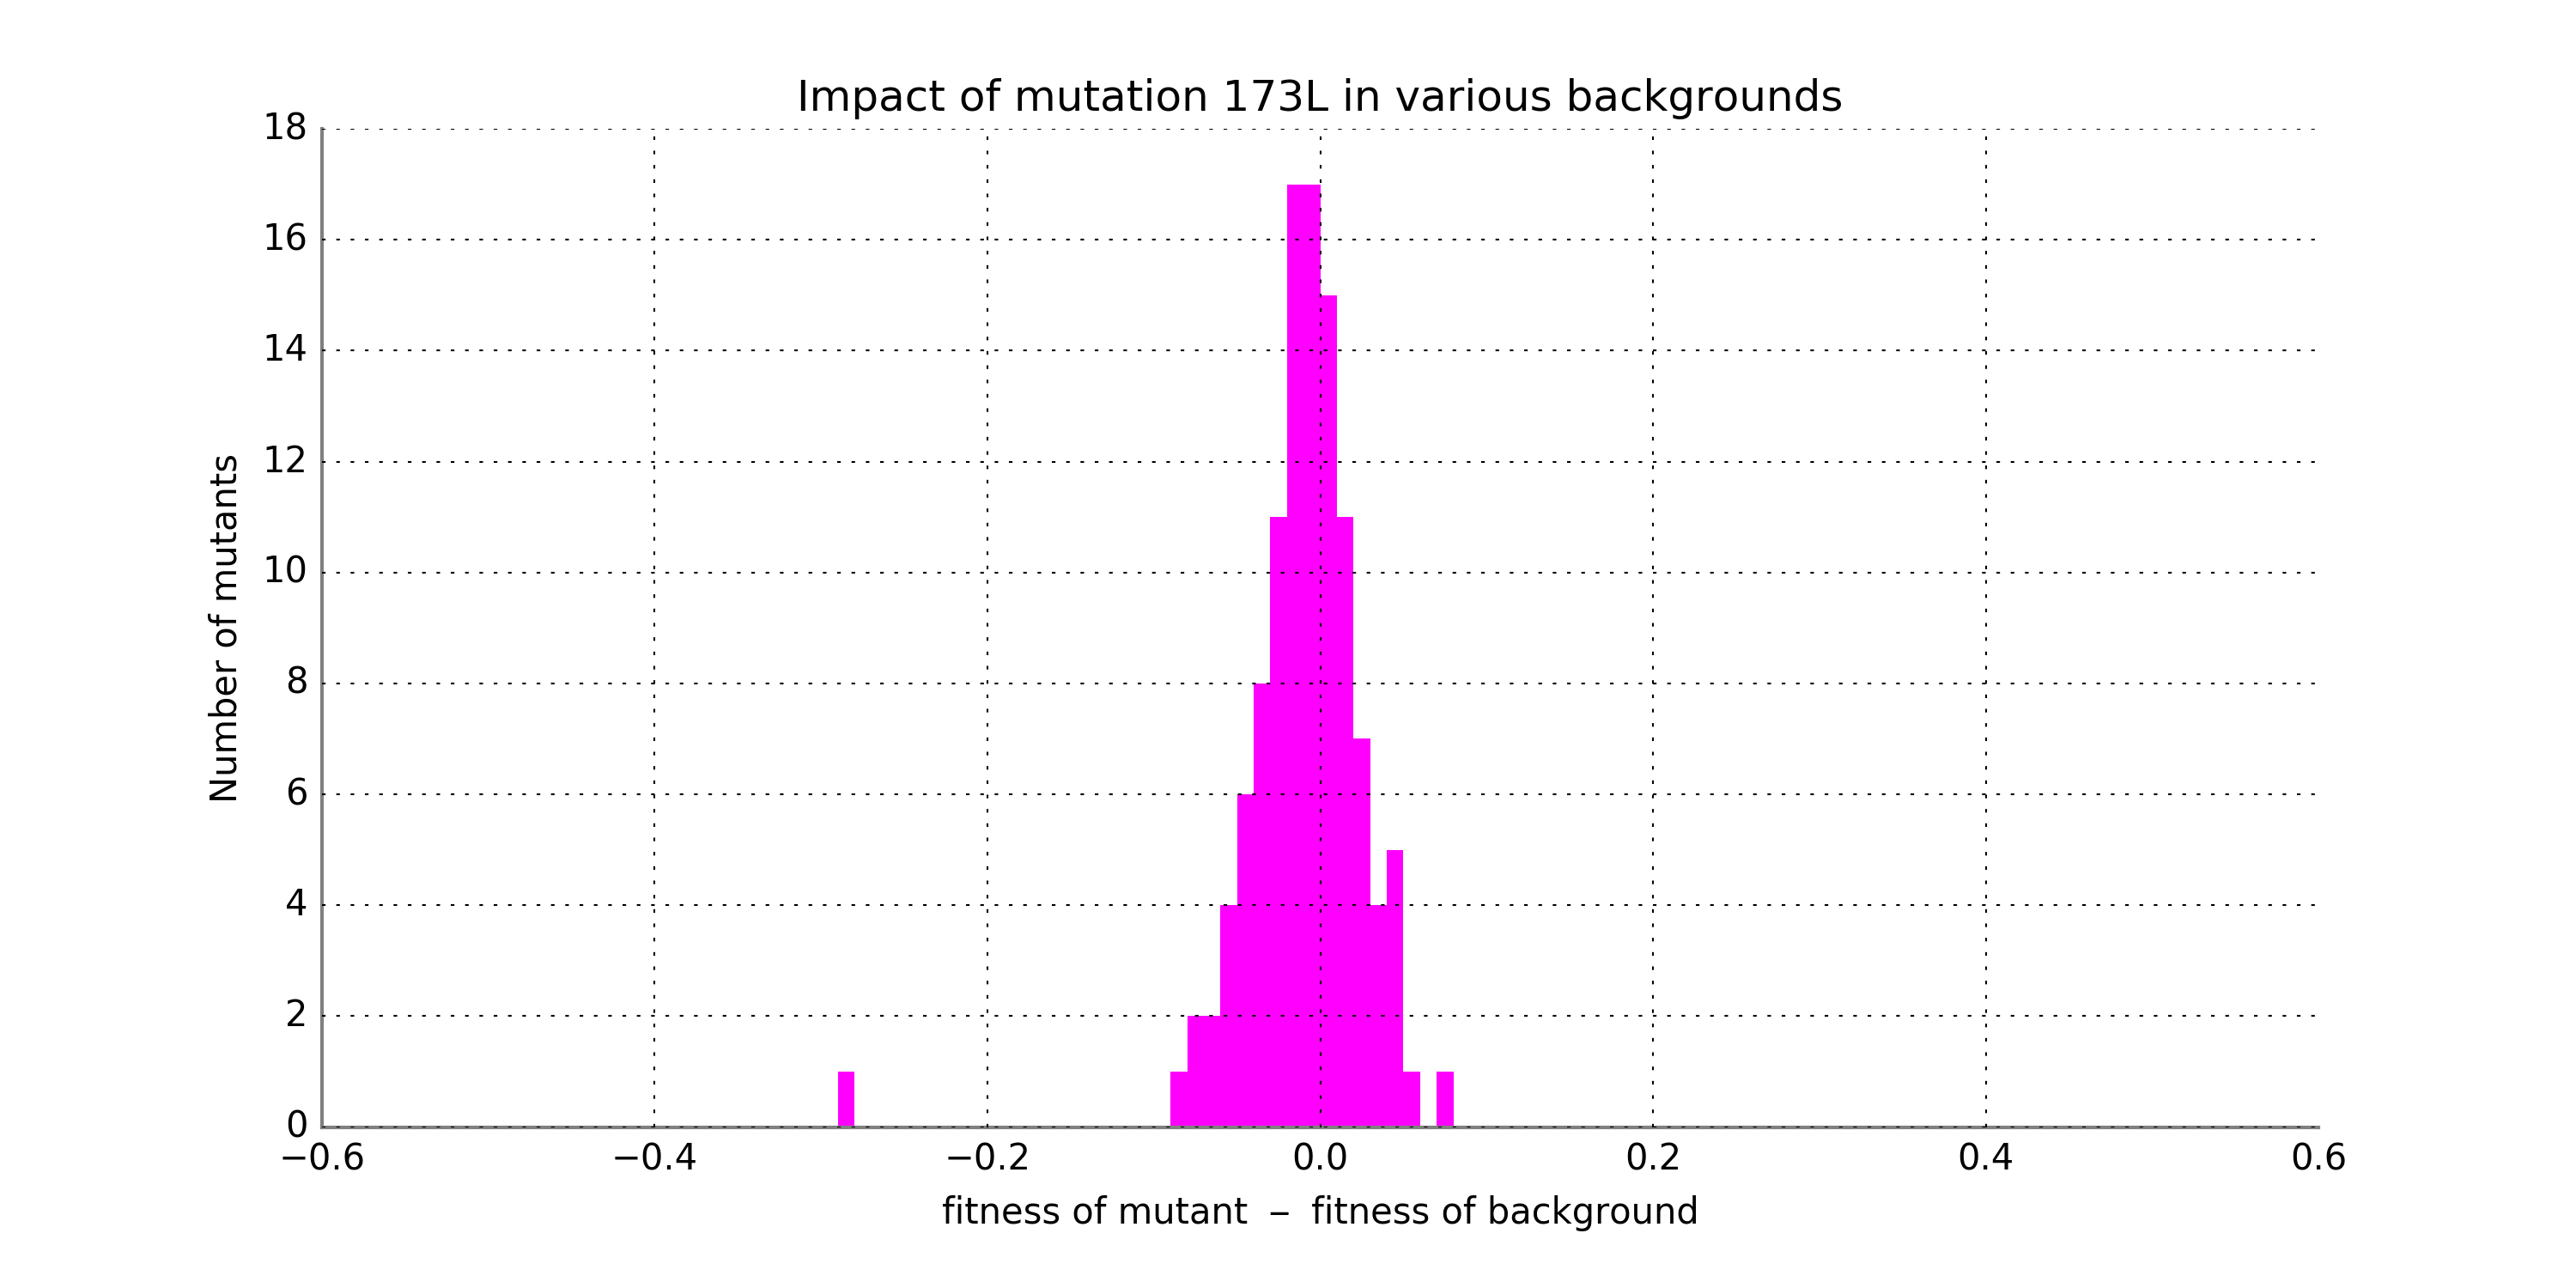 Impact of mutation 173L in various backgrounds
18
16
14
12
10
8
6
4
2
0
Number of mutants
−0.6 −0.4 −0.2 0.0 0.2 0.4 0.6
fitness of mutant − fitness of background